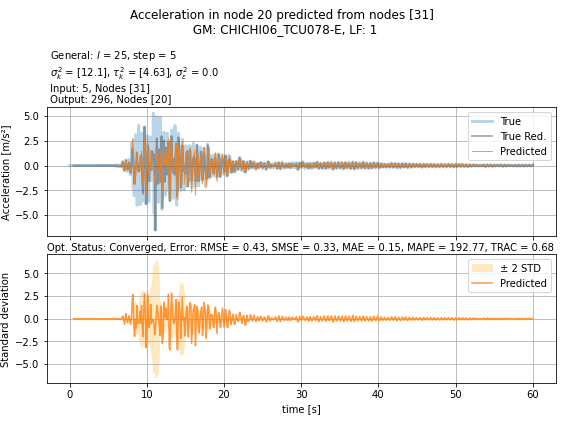 Acceleration in node 20 predicted from nodes [31]
GM: CHICHI06_TCU078-E, LF: 1
General: l = 25, step = 5
σ²ₖ = [12.1], τ²ₖ = [4.63], σ²ε = 0.0
Input: 5, Nodes [31]
Output: 296, Nodes [20]
Acceleration [m/s²]
5.0
2.5
0.0
−2.5
−5.0
True
True Red.
Predicted
Opt. Status: Converged, Error: RMSE = 0.43, SMSE = 0.33, MAE = 0.15, MAPE = 192.77, TRAC = 0.68
Standard deviation
5.0
2.5
0.0
−2.5
−5.0
± 2 STD
Predicted
0 10 20 30 40 50 60
time [s]